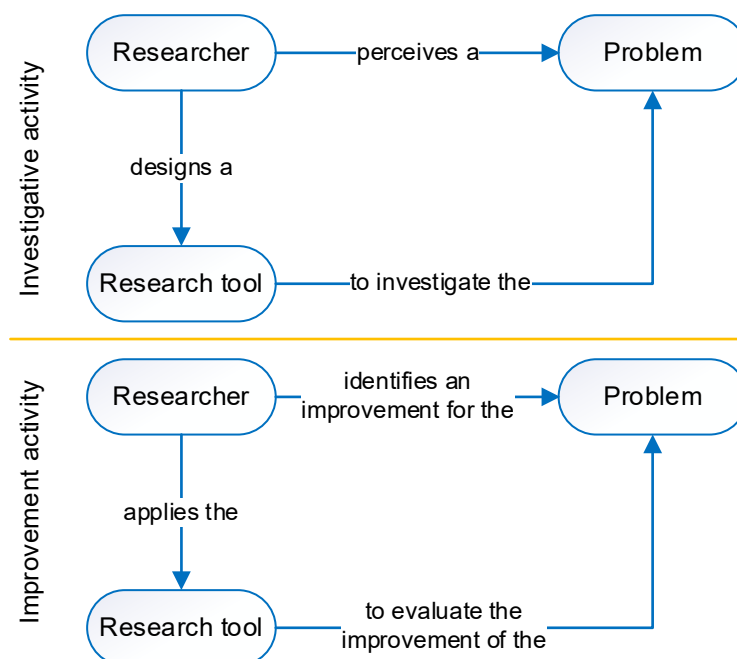 Investigative activity
Researcher
perceives a
Problem
designs a
Research tool
to investigate the
Improvement activity
Researcher
identifies an
improvement for the
Problem
applies the
Research tool
to evaluate the
improvement of the